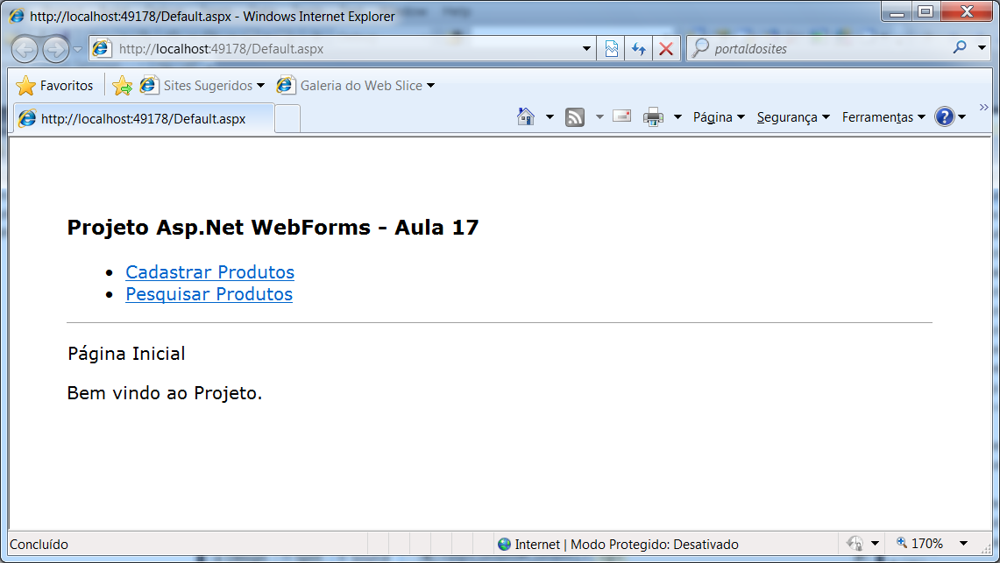 http://localhost:49178/Default.aspx - Windows Internet Explorer
http://localhost:49178/Default.aspx
portaldosites
Favoritos
Sites Sugeridos
Galeria do Web Slice
http://localhost:49178/Default.aspx
Página
Segurança
Ferramentas
Projeto Asp.Net WebForms - Aula 17
Cadastrar Produtos
Pesquisar Produtos
Página Inicial
Bem vindo ao Projeto.
Concluído
Internet | Modo Protegido: Desativado
170%